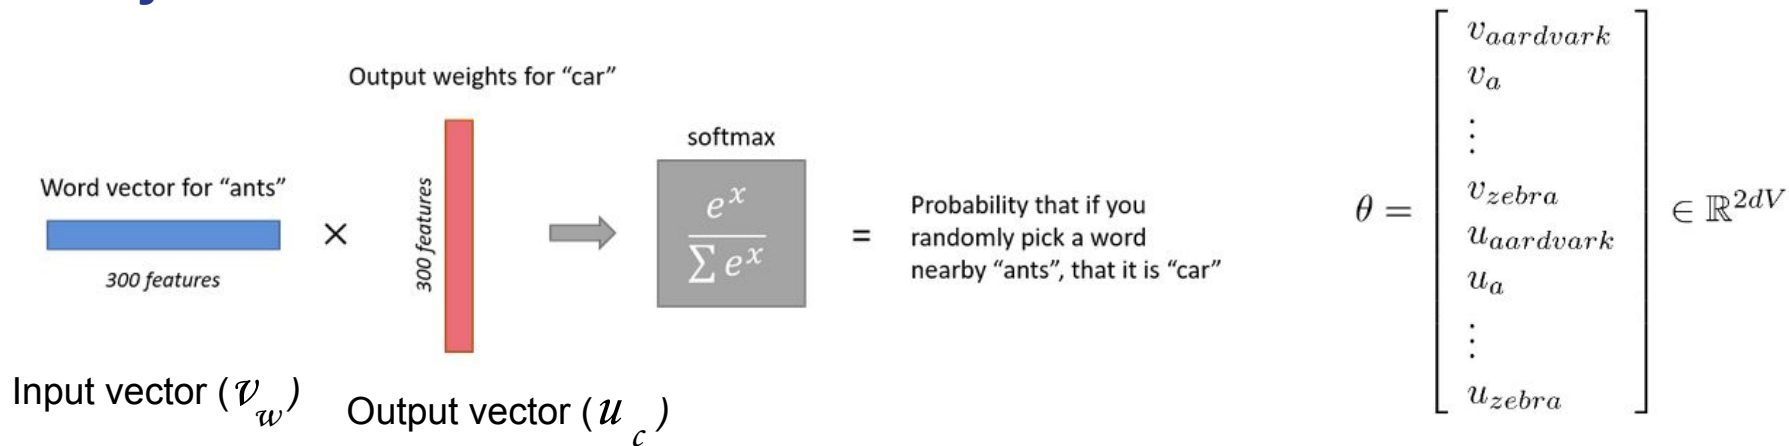 Output weights for “car”
softmax
Word vector for “ants”
300 features
×
300 features
e^x
∑ e^x
=
Probability that if you
randomly pick a word
nearby “ants”, that it is “car”
Input vector (v_w)
Output vector (u_c)
θ =
v_aardvark
v_a
⋮
v_zebra
u_aardvark
u_a
⋮
u_zebra
∈ ℝ^2dV